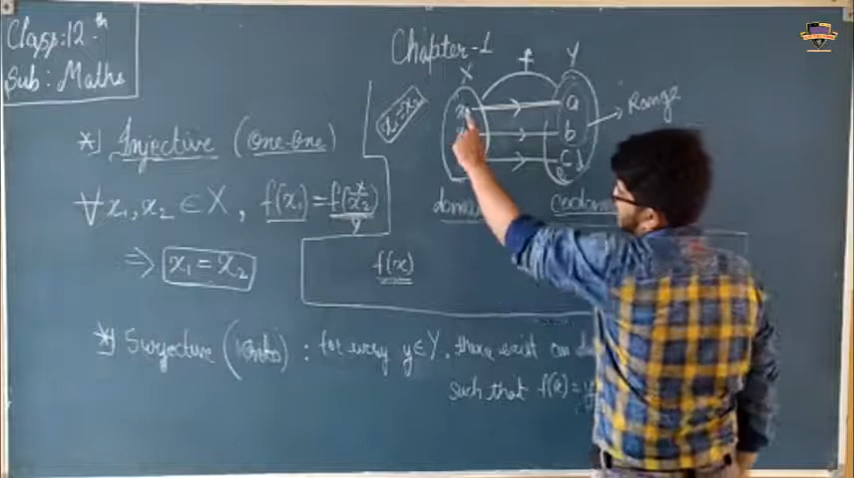 Class: 12th
Sub: Maths
Chapter-1
*) Injective (One-One)
∀ x₁, x₂ ∈ X, f(x₁) = f(x₂)
x
y
⇒ x₁ = x₂
x₁ = x₂
X f Y
a
b
c d
e
Range
f(x)
*) Surjective (Onto) : for every y ∈ Y, there exist an
such that f(a) = y